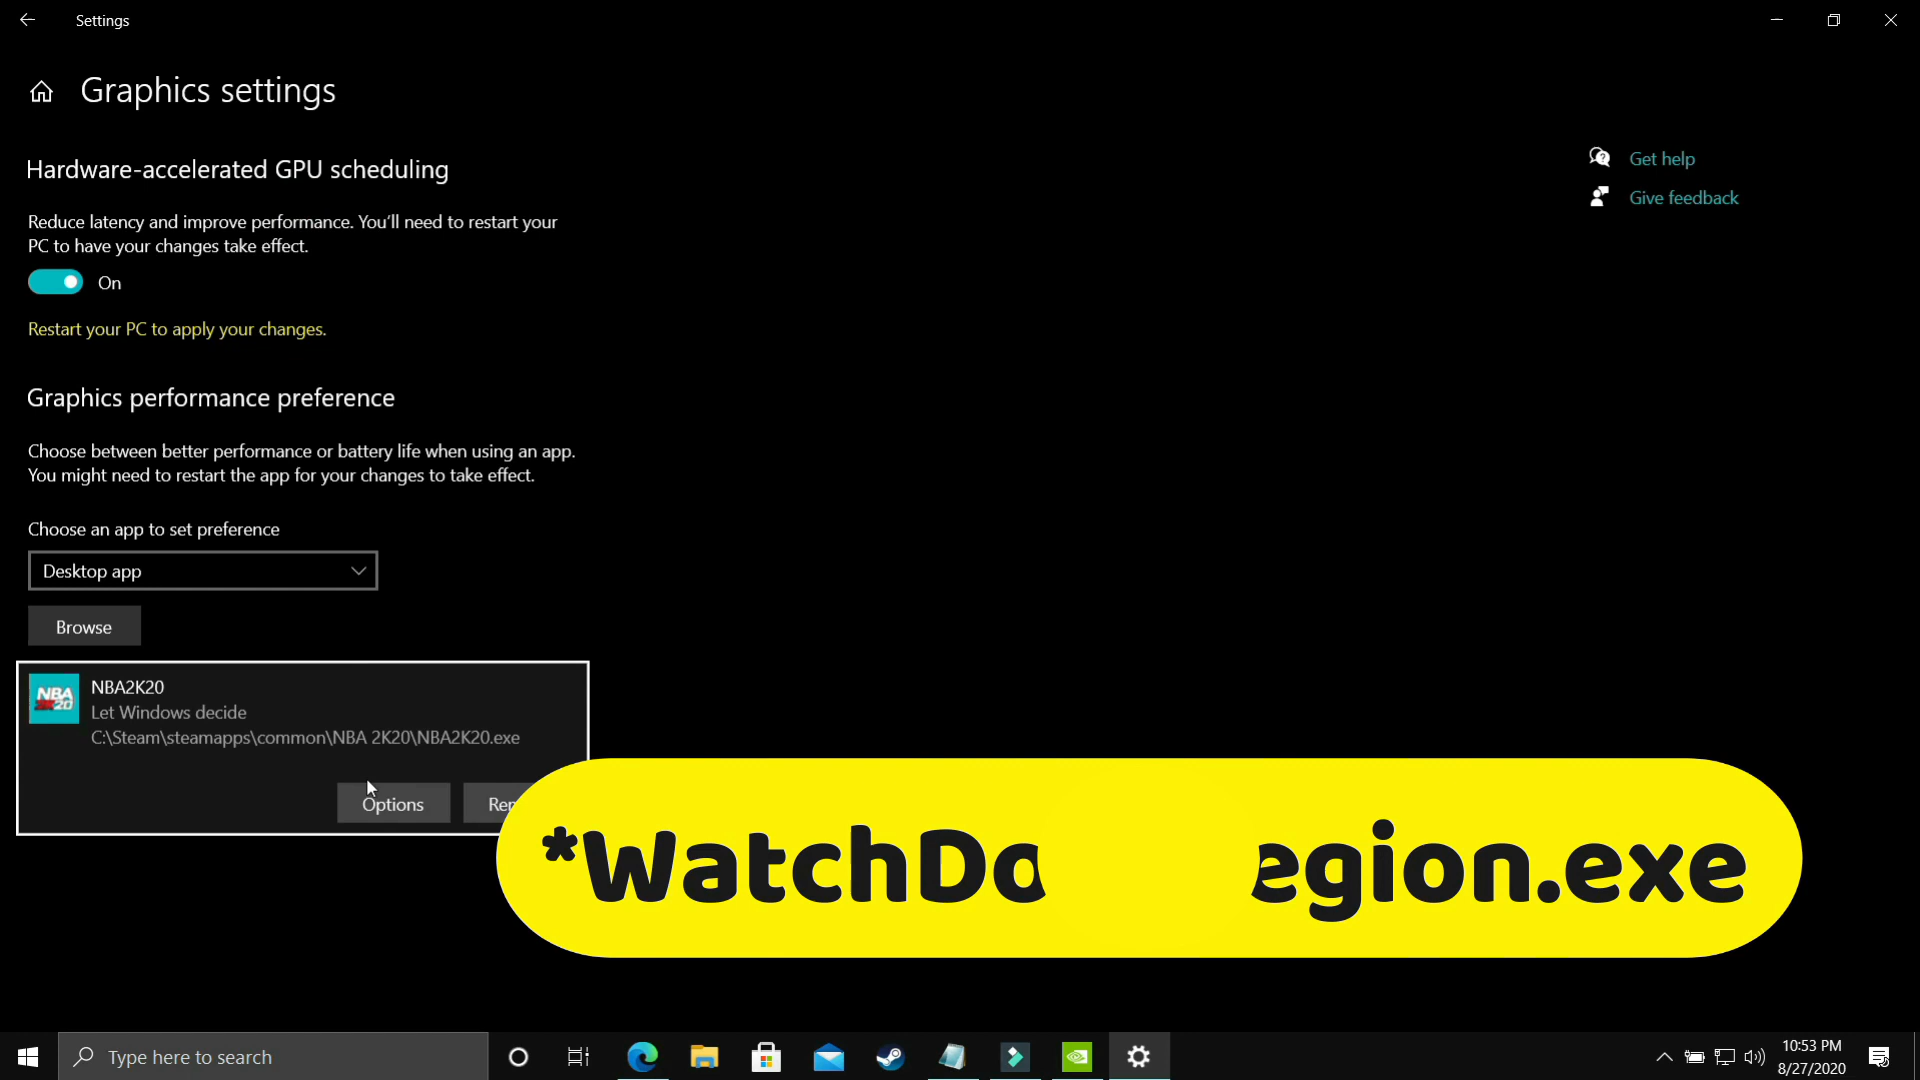 Settings
Graphics settings
Hardware-accelerated GPU scheduling
Get help
Give feedback
Reduce latency and improve performance. You'll need to restart your
PC to have your changes take effect.
On
Restart your PC to apply your changes.
Graphics performance preference
Choose between better performance or battery life when using an app.
You might need to restart the app for your changes to take effect.
Choose an app to set preference
Desktop app
Browse
NBA
2K20
NBA2K20
Let Windows decide
C:\Steam\steamapps\common\NBA 2K20\NBA2K20.exe
Options
Type here to search
10:53 PM
8/27/2020